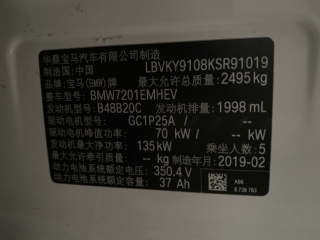 华晨宝马汽车有限公司制造
制造国：中国 LBVKY9108KSR91019
品牌：宝马(BMW)牌 最大允许总质量：2495kg
整车型号：BMW7201EMHEV
发动机型号：B48B20C 发动机排量：1998 mL
驱动电机型号：GC1P25A /
驱动电机峰值功率：70 kW / kW
最大净功率：135kW 乘坐人数：5
最大允许牵引质量：- kg 制造年月：2019-02
动力电池系统额定电压：350.4 V
动力电池系统额定容量：37 Ah
A96
9 738 763